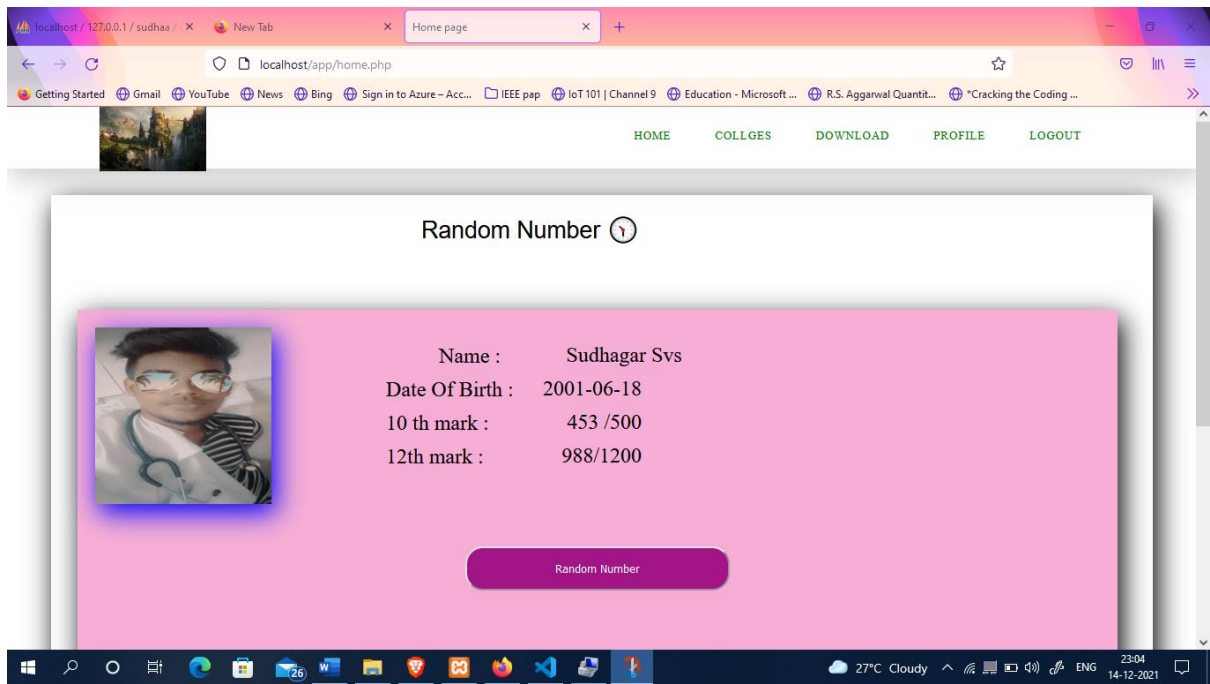 localhost / 127.0.0.1 / sudhaa /
New Tab
Home page
localhost/app/home.php
Getting Started Gmail YouTube News Bing Sign in to Azure – Acc... IEEE pap IoT 101 | Channel 9 Education - Microsoft ... R.S. Aggarwal Quantit... *Cracking the Coding ...
HOME COLLGES DOWNLOAD PROFILE LOGOUT
Random Number
Name : Sudhagar Svs
Date Of Birth : 2001-06-18
10 th mark : 453 /500
12th mark : 988/1200
Random Number
26
27°C Cloudy ENG
23:04
14-12-2021